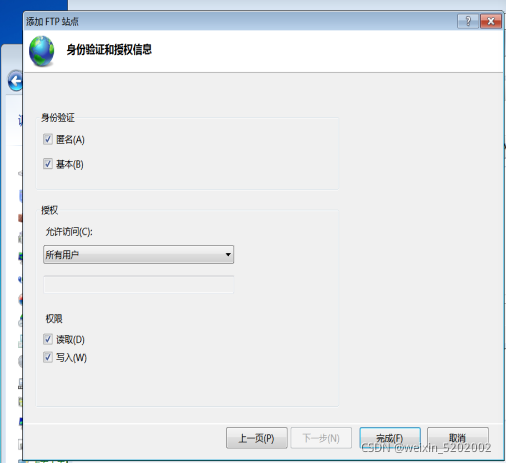 添加 FTP 站点
身份验证和授权信息
身份验证
匿名(A)
基本(B)
授权
允许访问(C):
所有用户
权限
读取(D)
写入(W)
上一页(P) 下一步(N) 完成(F) 取消
CSDN @weixin_5202002